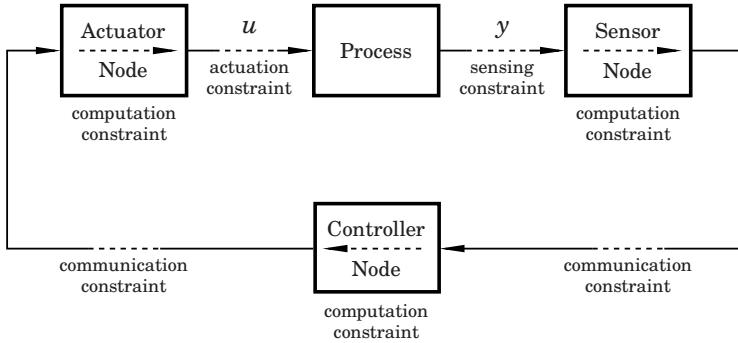 Actuator
Node
computation
constraint
u
actuation
constraint
Process
y
sensing
constraint
Sensor
Node
computation
constraint
communication
constraint
Controller
Node
computation
constraint
communication
constraint